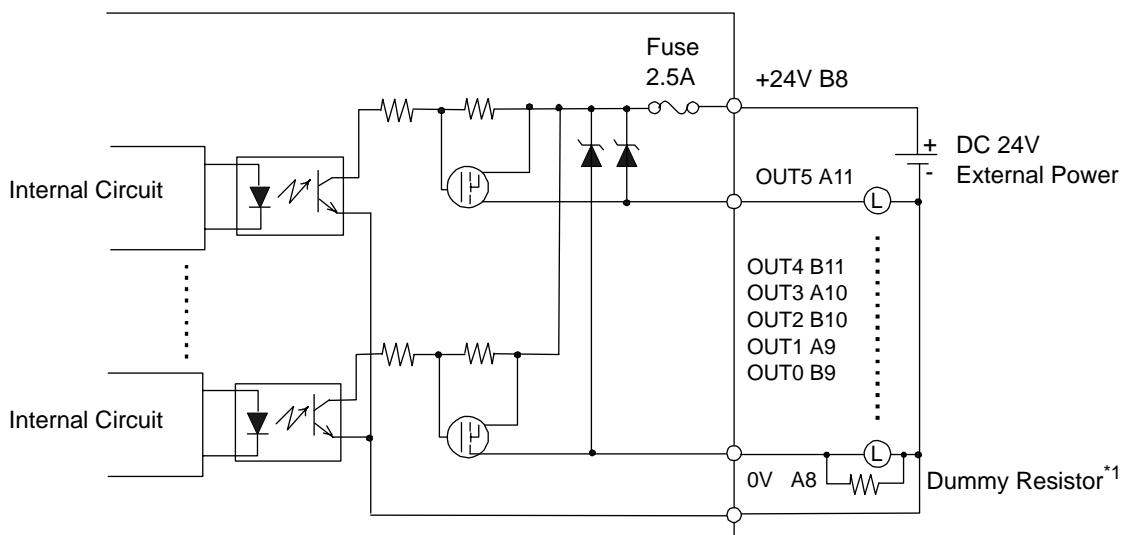 Fuse
2.5A
+24V B8
+
DC 24V
-
External Power
Internal Circuit
OUT5 A11
L
OUT4 B11
OUT3 A10
OUT2 B10
OUT1 A9
OUT0 B9
Internal Circuit
L
0V A8
Dummy Resistor*1